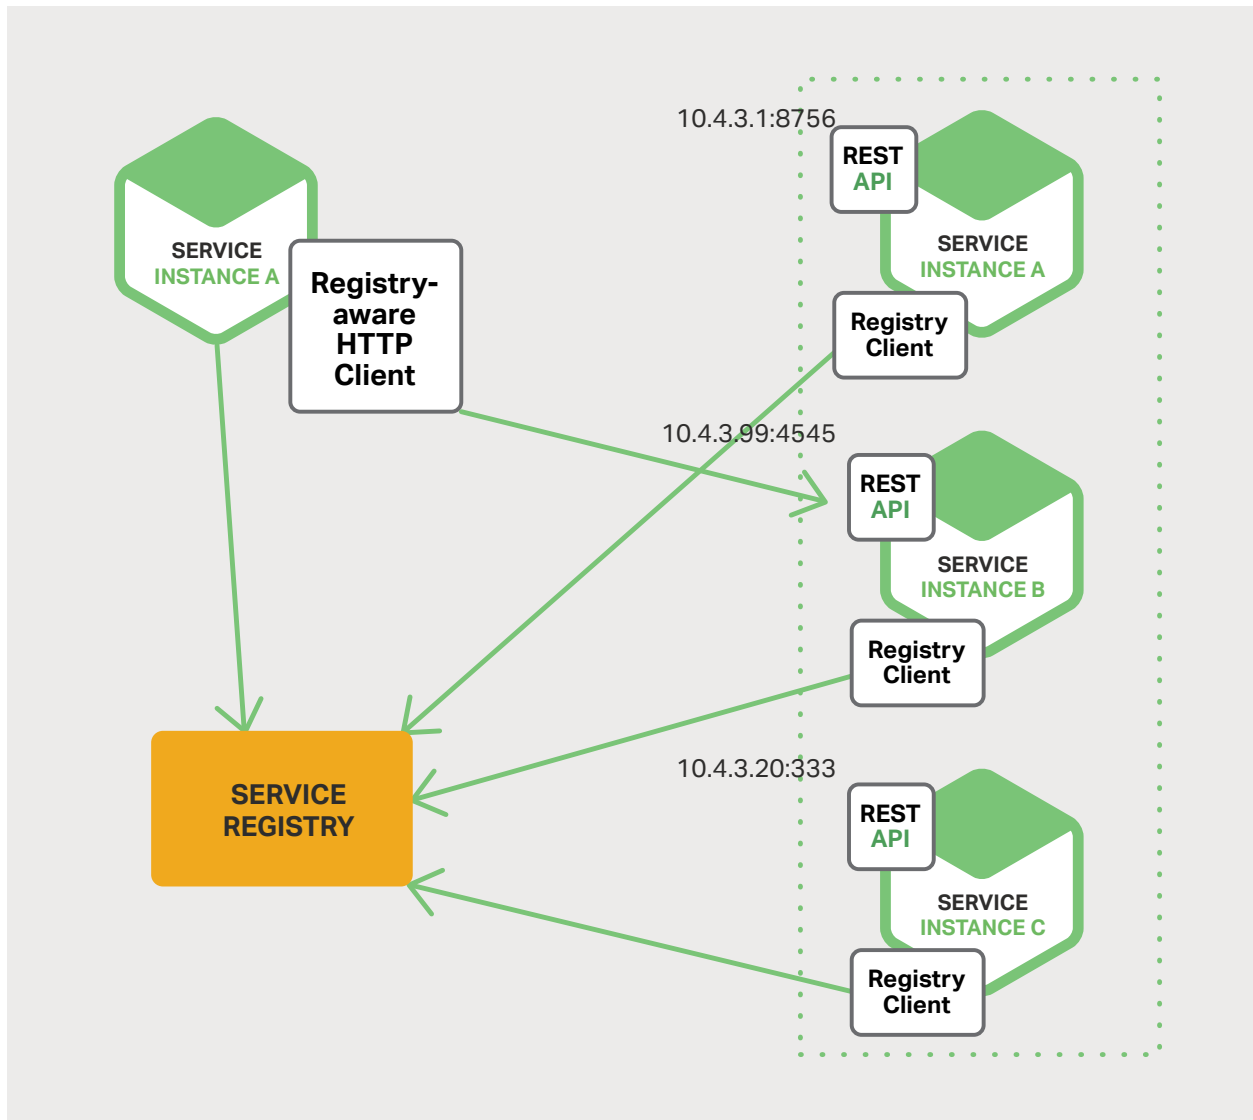 SERVICE
INSTANCE A
Registry-
aware
HTTP
Client
SERVICE
REGISTRY
10.4.3.1:8756
REST
API
SERVICE
INSTANCE A
Registry
Client
10.4.3.99:4545
REST
API
SERVICE
INSTANCE B
Registry
Client
10.4.3.20:333
REST
API
SERVICE
INSTANCE C
Registry
Client